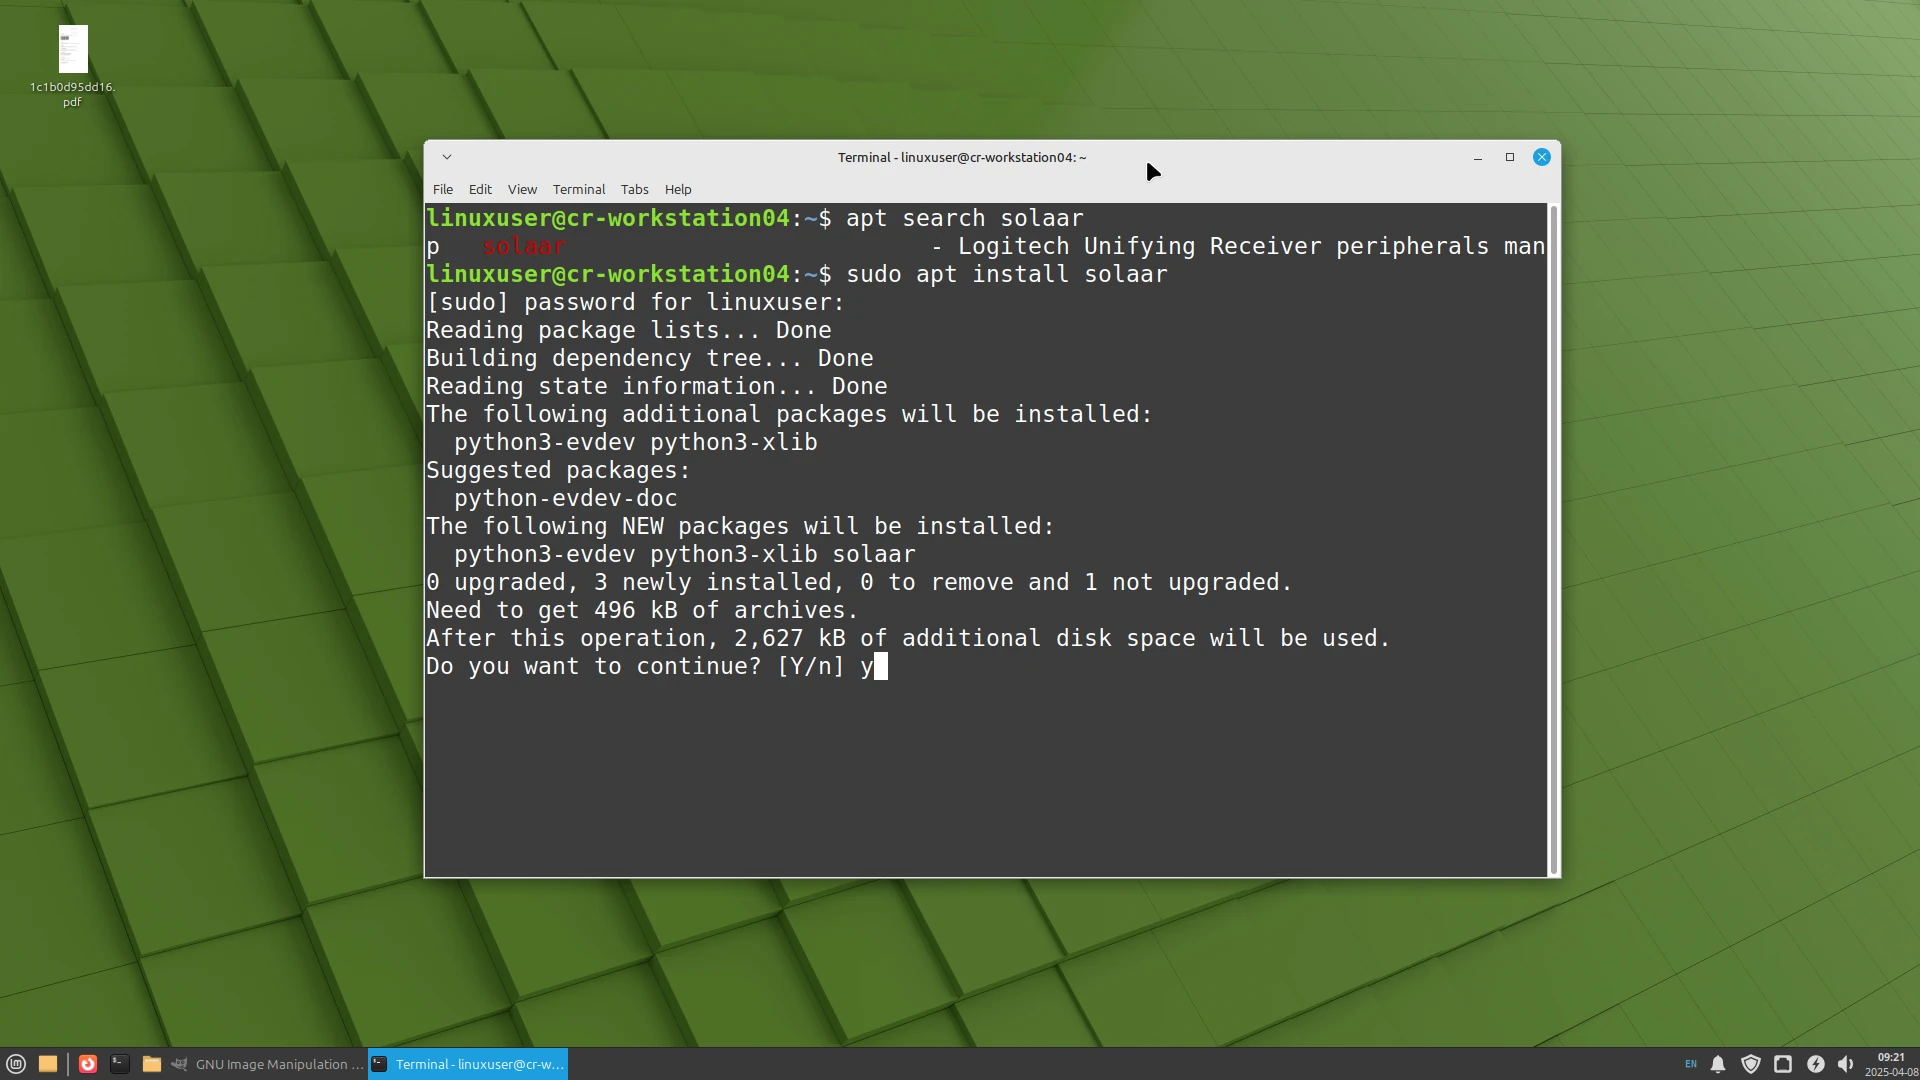 1c1b0d95dd16.
pdf
Terminal - linuxuser@cr-workstation04: ~
File Edit View Terminal Tabs Help
linuxuser@cr-workstation04:~$ apt search solaar
p   solaar                          - Logitech Unifying Receiver peripherals man
linuxuser@cr-workstation04:~$ sudo apt install solaar
[sudo] password for linuxuser:
Reading package lists... Done
Building dependency tree... Done
Reading state information... Done
The following additional packages will be installed:
  python3-evdev python3-xlib
Suggested packages:
  python-evdev-doc
The following NEW packages will be installed:
  python3-evdev python3-xlib solaar
0 upgraded, 3 newly installed, 0 to remove and 1 not upgraded.
Need to get 496 kB of archives.
After this operation, 2,627 kB of additional disk space will be used.
Do you want to continue? [Y/n] y
GNU Image Manipulation ...
Terminal - linuxuser@cr-w...
EN
09:21
2025-04-08